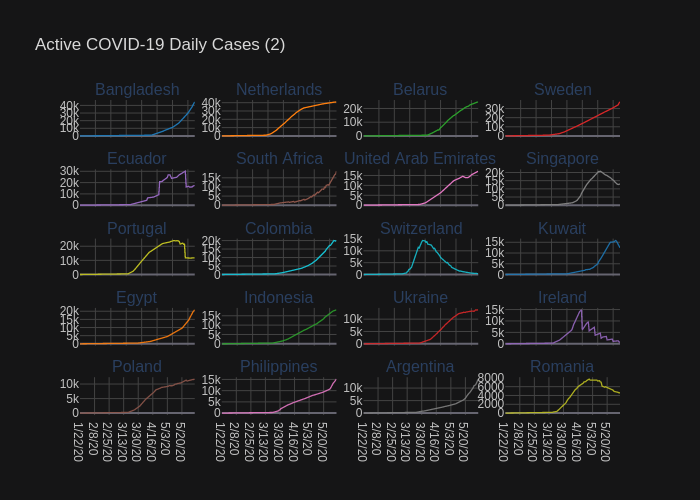 Active COVID-19 Daily Cases (2)
Bangladesh Netherlands Belarus Sweden
40k 30k 20k 10k 0
40k 30k 20k 10k 0
20k 10k 0
30k 20k 10k 0
Ecuador South Africa United Arab Emirates Singapore
30k 20k 10k 0
15k 10k 5k 0
15k 10k 5k 0
20k 15k 10k 5k 0
Portugal Colombia Switzerland Kuwait
20k 10k 0
20k 15k 10k 5k 0
15k 10k 5k 0
15k 10k 5k 0
Egypt Indonesia Ukraine Ireland
20k 15k 10k 5k 0
15k 10k 5k 0
10k 5k 0
15k 10k 5k 0
Poland Philippines Argentina Romania
10k 5k 0
15k 10k 5k 0
10k 5k 0
8000 6000 4000 2000 0
1/22/20 2/8/20 2/25/20 3/13/20 3/30/20 4/16/20 5/3/20 5/20/20
1/22/20 2/8/20 2/25/20 3/13/20 3/30/20 4/16/20 5/3/20 5/20/20
1/22/20 2/8/20 2/25/20 3/13/20 3/30/20 4/16/20 5/3/20 5/20/20
1/22/20 2/8/20 2/25/20 3/13/20 3/30/20 4/16/20 5/3/20 5/20/20